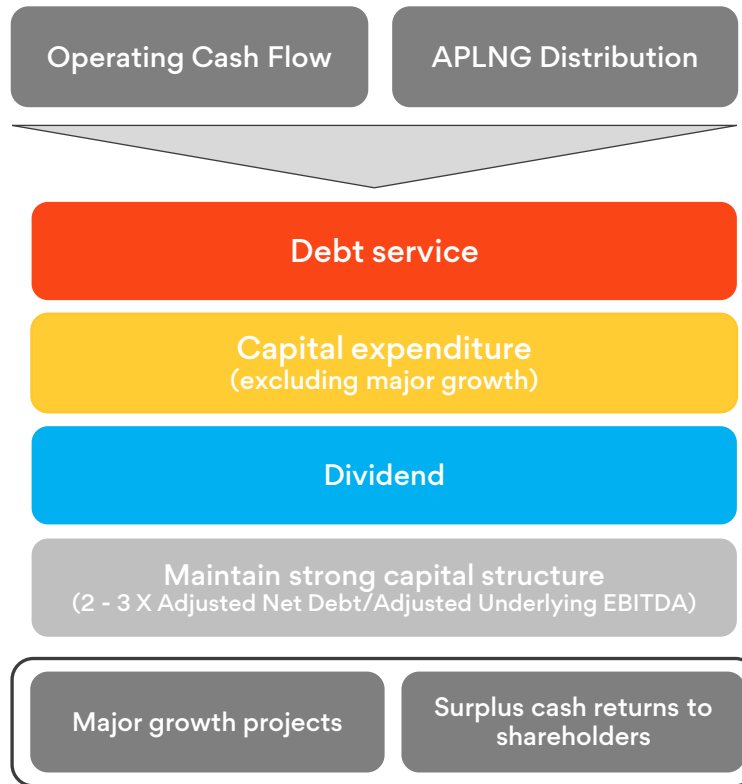 Operating Cash Flow
APLNG Distribution
Debt service
Capital expenditure
(excluding major growth)
Dividend
Maintain strong capital structure
(2 - 3 X Adjusted Net Debt/Adjusted Underlying EBITDA)
Major growth projects
Surplus cash returns to
shareholders